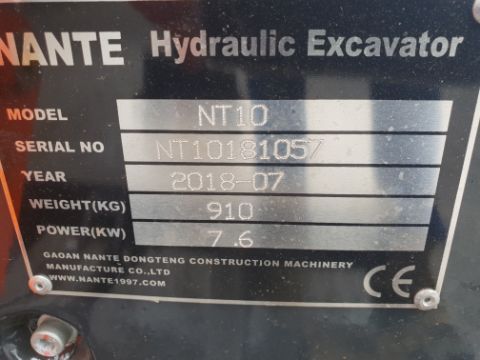 NANTE Hydraulic Excavator
MODEL NT10
SERIAL NO NT10181057
YEAR 2018-07
WEIGHT(KG) 910
POWER(KW) 7.6
GAOAN NANTE DONGTENG CONSTRUCTION MACHINERY
MANUFACTURE CO.,LTD
WWW.NANTE1997.COM
CE